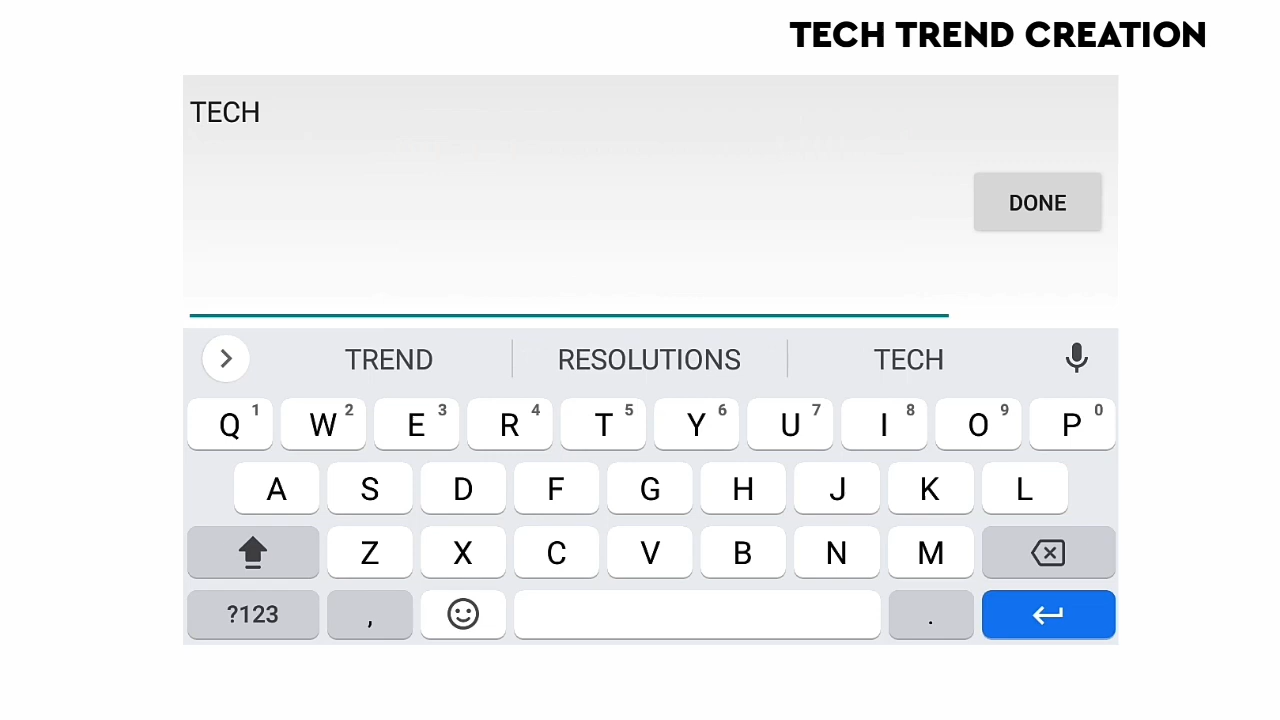 TECH TREND CREATION
TECH
DONE
TREND RESOLUTIONS TECH
Q 1 W 2 E 3 R 4 T 5 Y 6 U 7 I 8 O 9 P 0
A S D F G H J K L
Z X C V B N M
?123 , .